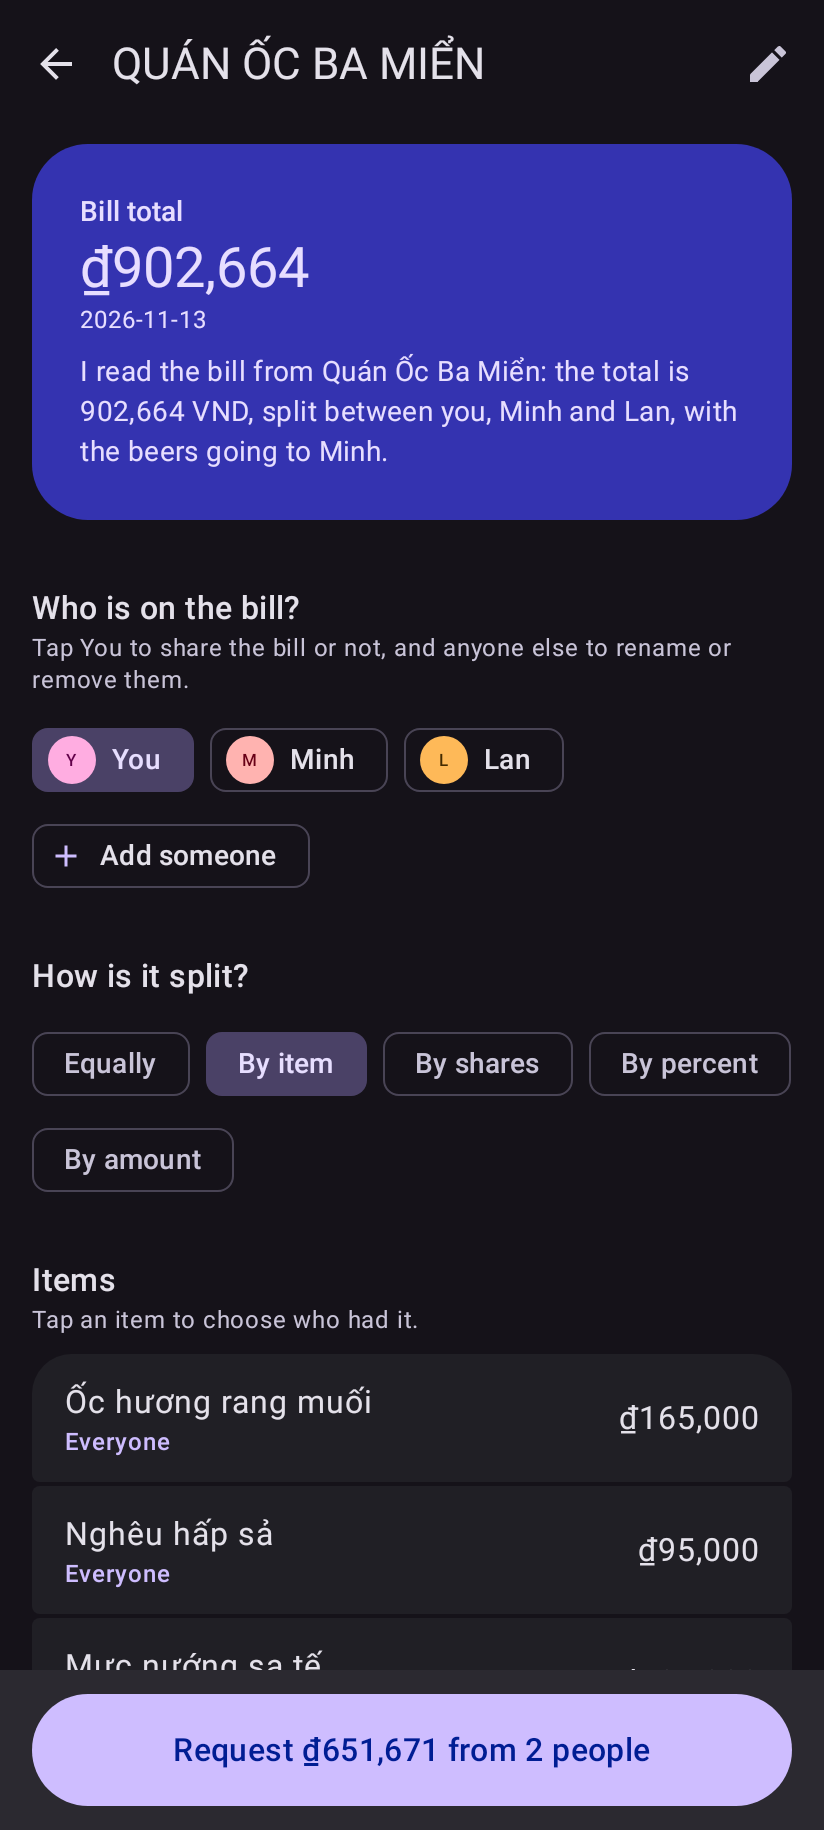 QUÁN ỐC BA MIỂN
Bill total
₫902,664
2026-11-13
I read the bill from Quán Ốc Ba Miển: the total is
902,664 VND, split between you, Minh and Lan, with
the beers going to Minh.
Who is on the bill?
Tap You to share the bill or not, and anyone else to rename or
remove them.
Y You
M Minh
L Lan
+ Add someone
How is it split?
Equally
By item
By shares
By percent
By amount
Items
Tap an item to choose who had it.
Ốc hương rang muối
₫165,000
Everyone
Nghêu hấp sả
₫95,000
Everyone
Mực nướng sa tế
Request ₫651,671 from 2 people